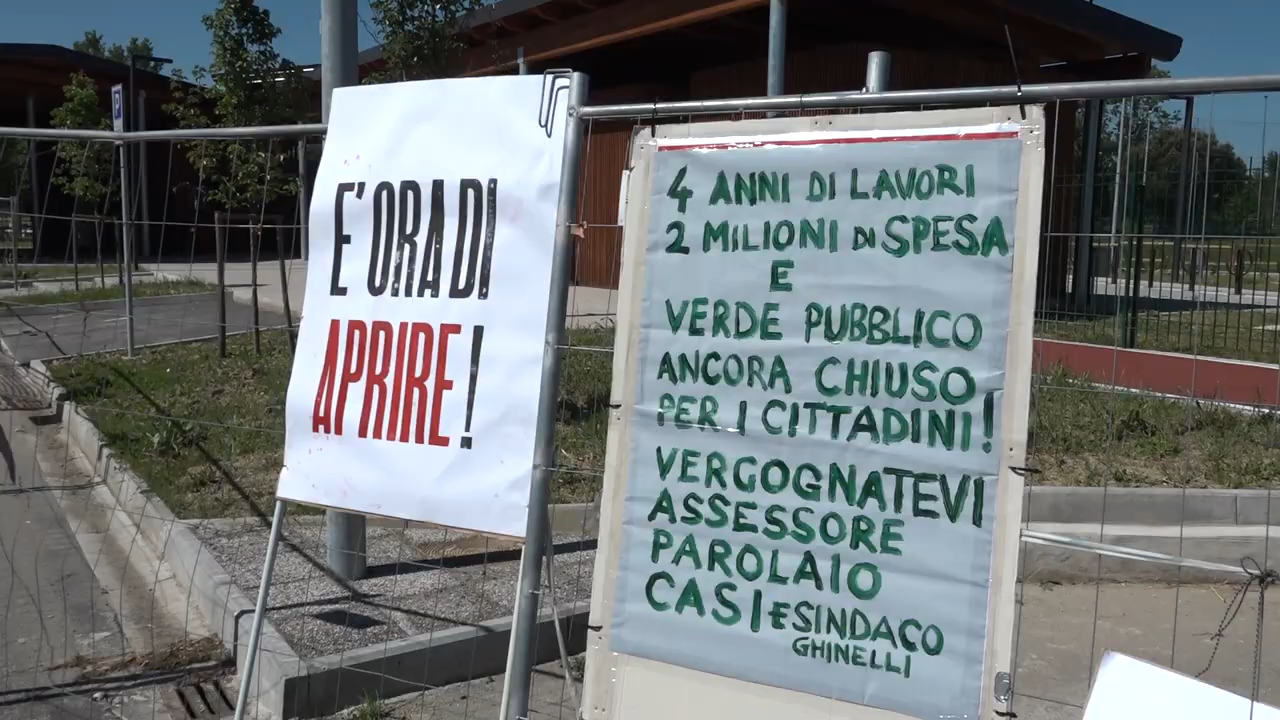 E' ORA DI
APRIRE!
4 ANNI DI LAVORI
2 MILIONI DI SPESA
E
VERDE PUBBLICO
ANCORA CHIUSO
PER I CITTADINI!
VERGOGNATEVI
ASSESSORE
PAROLAIO
CASI E SINDACO
GHINELLI
P